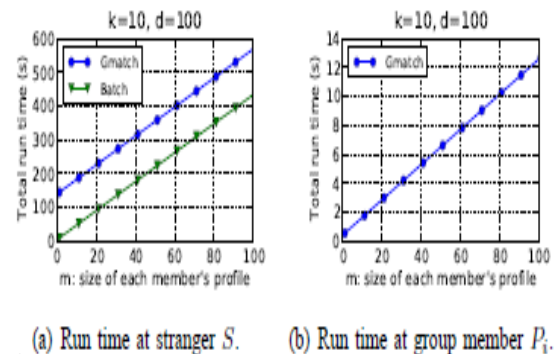 k=10, d=100
Total run time (s)
600
500
400
300
200
100
0
Gmatch
Batch
0 20 40 60 80 100
m: size of each member's profile
(a) Run time at stranger S.
k=10, d=100
Total run time (s)
14
12
10
8
6
4
2
0
Gmatch
0 20 40 60 80 100
m: size of each member's profile
(b) Run time at group member Pi.